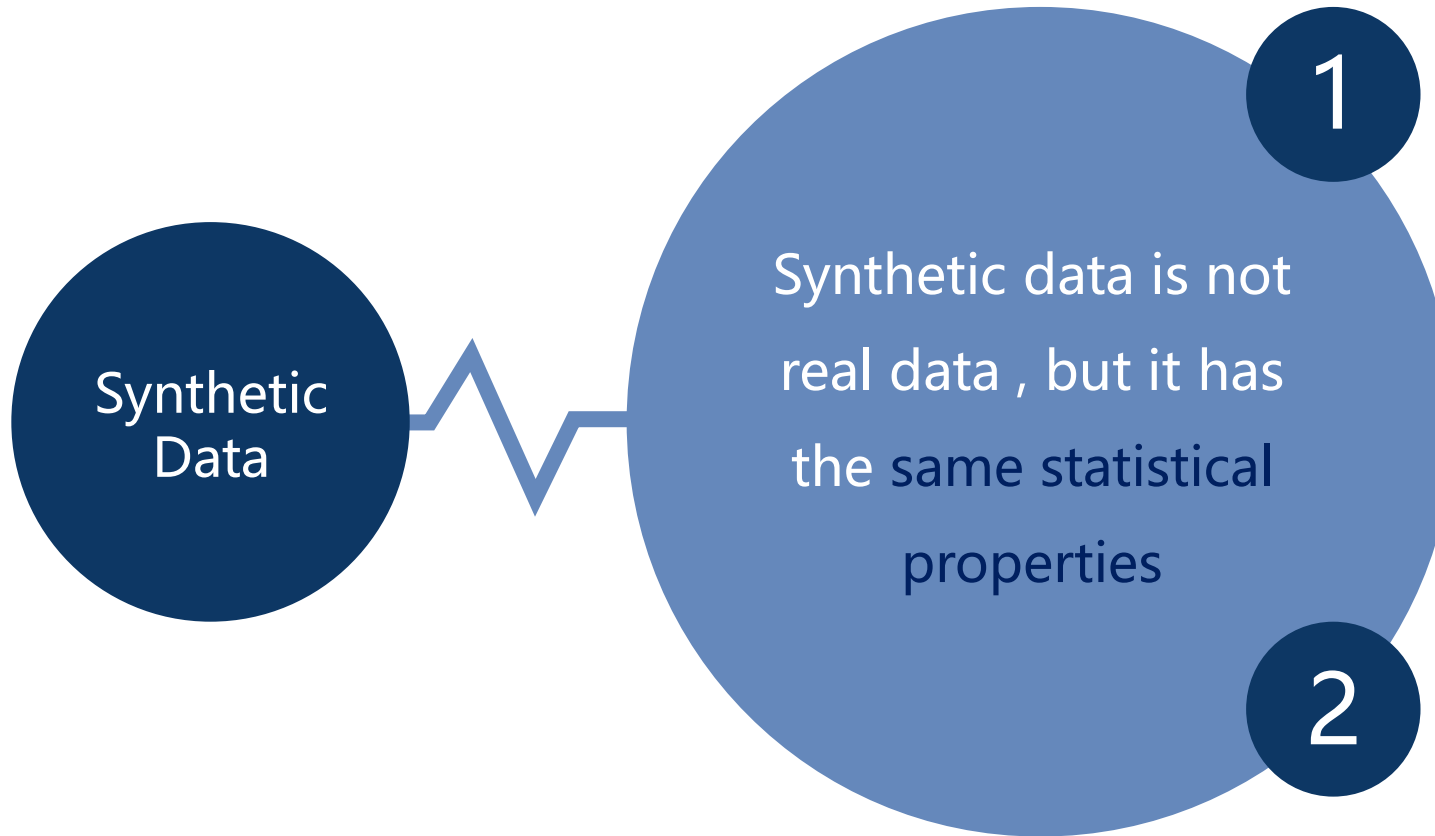 Synthetic
Data
1
Synthetic data is not
real data , but it has
the same statistical
properties
2